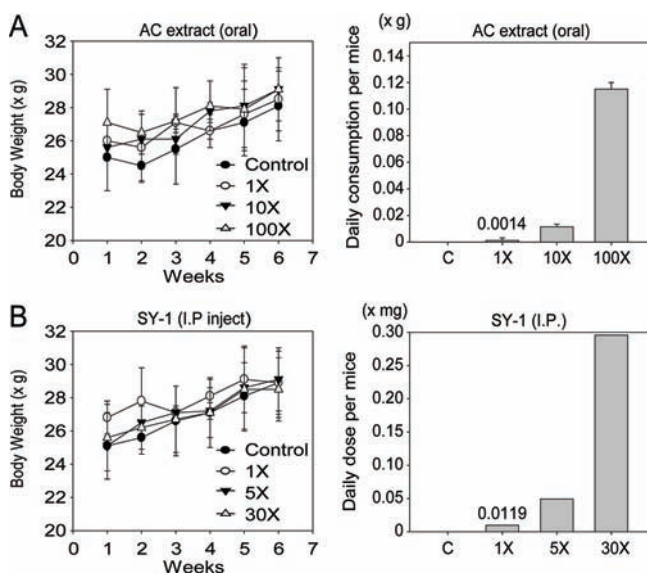 A
AC extract (oral)
Body Weight (x g)
32
30
28
26
24
22
20
Control
1X
10X
100X
0 1 2 3 4 5 6 7
Weeks
(x g)
AC extract (oral)
Daily consumption per mice
0.14
0.12
0.10
0.08
0.06
0.04
0.02
0
0.0014
C 1X 10X 100X
B
SY-1 (I.P inject)
Body Weight (x g)
32
30
28
26
24
22
20
Control
1X
5X
30X
0 1 2 3 4 5 6 7
Weeks
(x mg)
SY-1 (I.P.)
Daily dose per mice
0.30
0.25
0.20
0.15
0.10
0.05
0
0.0119
C 1X 5X 30X